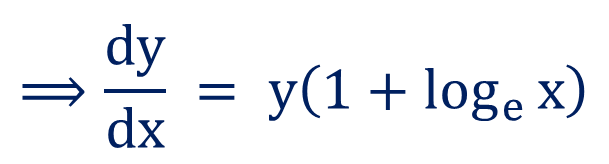 ⟹ dy/dx = y(1 + logₑ x)